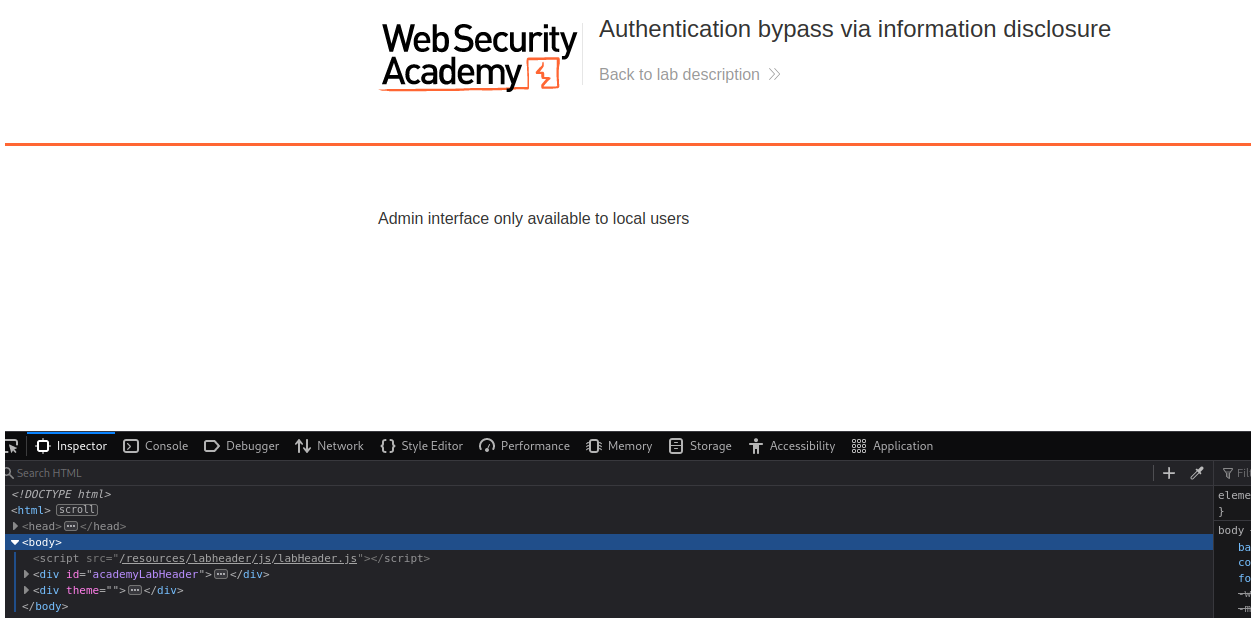 Web Security
Academy
Authentication bypass via information disclosure
Back to lab description
Admin interface only available to local users
Inspector Console Debugger Network Style Editor Performance Memory Storage Accessibility Application
Search HTML
<!DOCTYPE html>
<html> scroll
<head> ••• </head>
<body>
<script src="/resources/labheader/js/labHeader.js"></script>
<div id="academyLabHeader"> ••• </div>
<div theme=""> ••• </div>
</body>
Filt
eleme
}
body
ba
co
fo